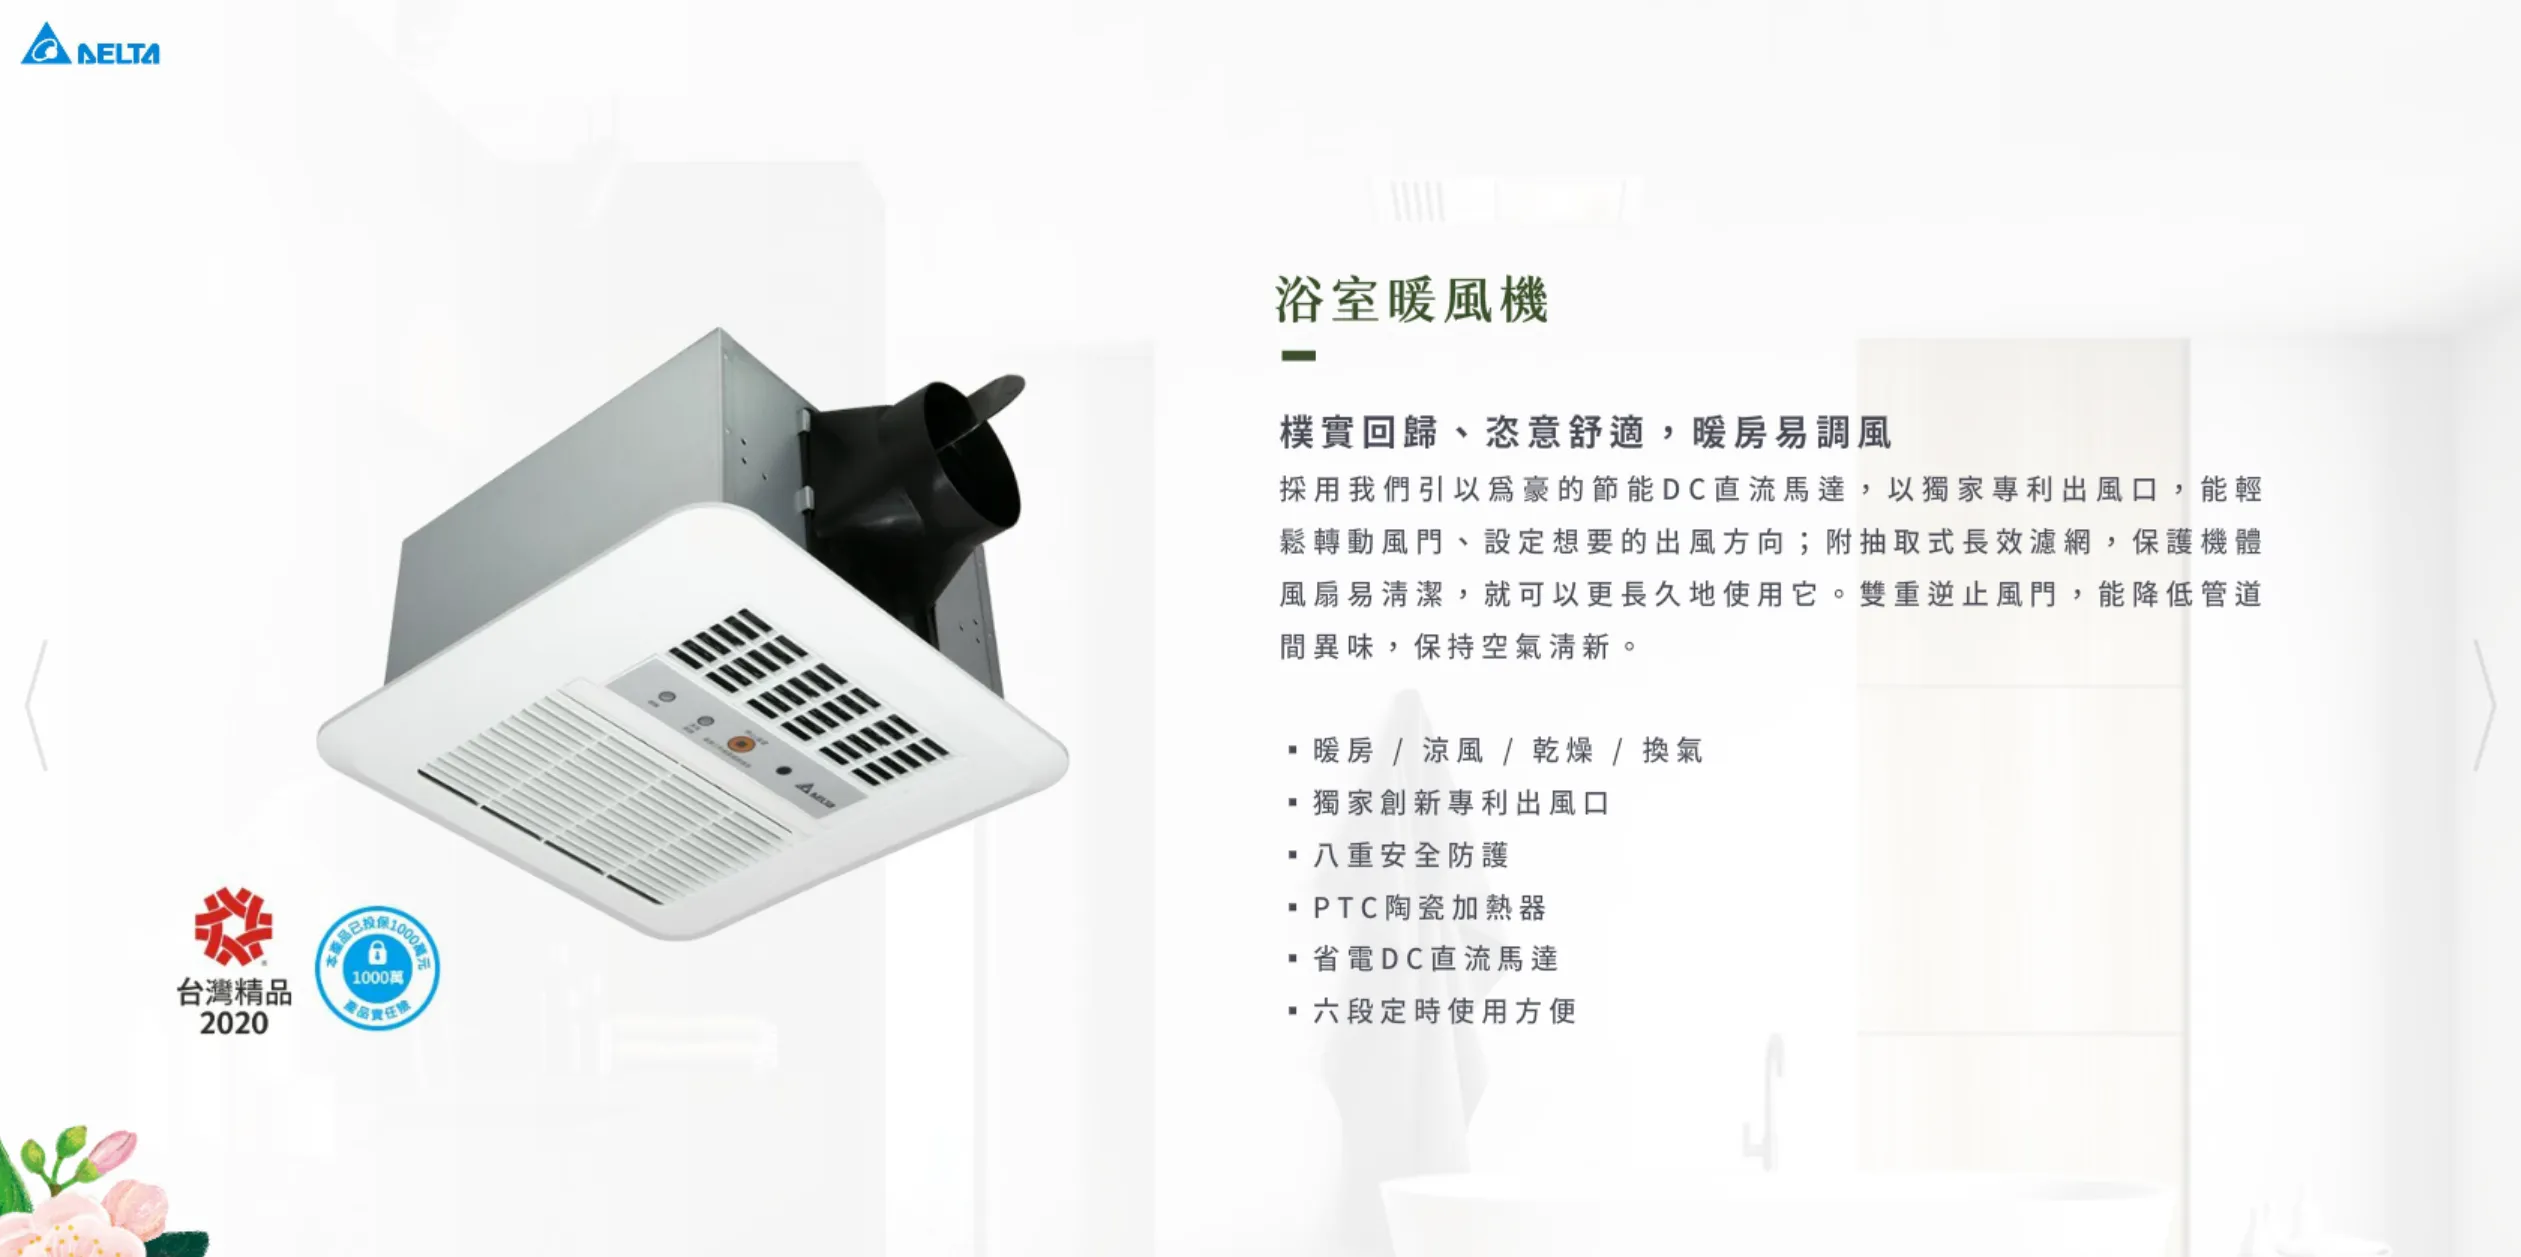 DELTA
浴室暖風機
樸實回歸、恣意舒適，暖房易調風
採用我們引以爲豪的節能DC直流馬達，以獨家專利出風口，能輕
鬆轉動風門、設定想要的出風方向；附抽取式長效濾網，保護機體
風扇易淸潔，就可以更長久地使用它。雙重逆止風門，能降低管道
間異味，保持空氣淸新。
▪ 暖房 / 涼風 / 乾燥 / 換氣
▪ 獨家創新專利出風口
▪ 八重安全防護
▪ PTC陶瓷加熱器
▪ 省電DC直流馬達
▪ 六段定時使用方便
DELTA
台灣精品
2020
本產品已投保1000萬元
1000萬
產品責任險